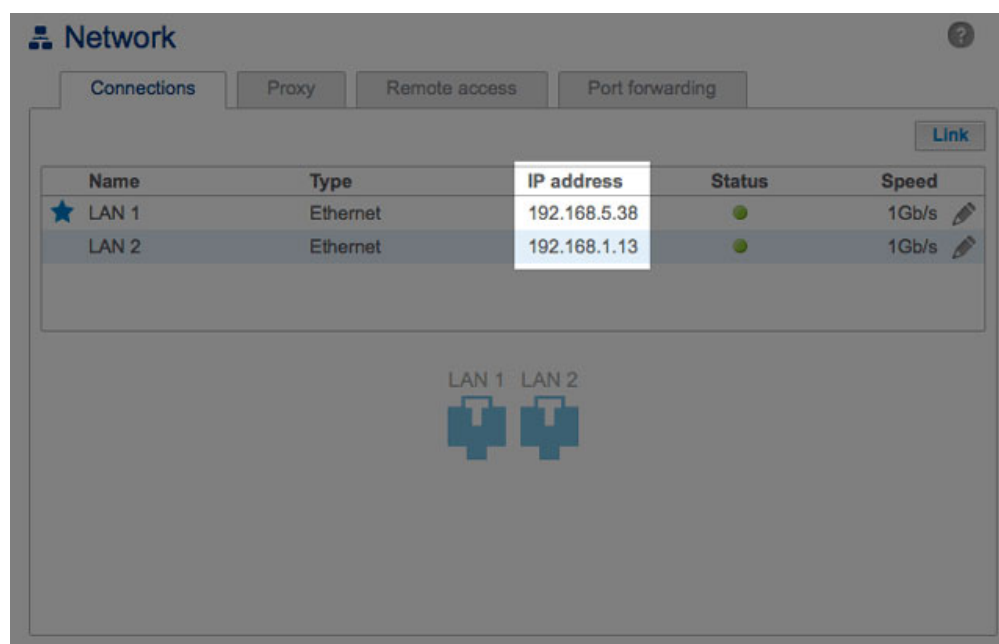 Network
?
Connections Proxy Remote access Port forwarding
Link
Name Type IP address Status Speed
LAN 1 Ethernet 192.168.5.38 1Gb/s
LAN 2 Ethernet 192.168.1.13 1Gb/s
LAN 1 LAN 2